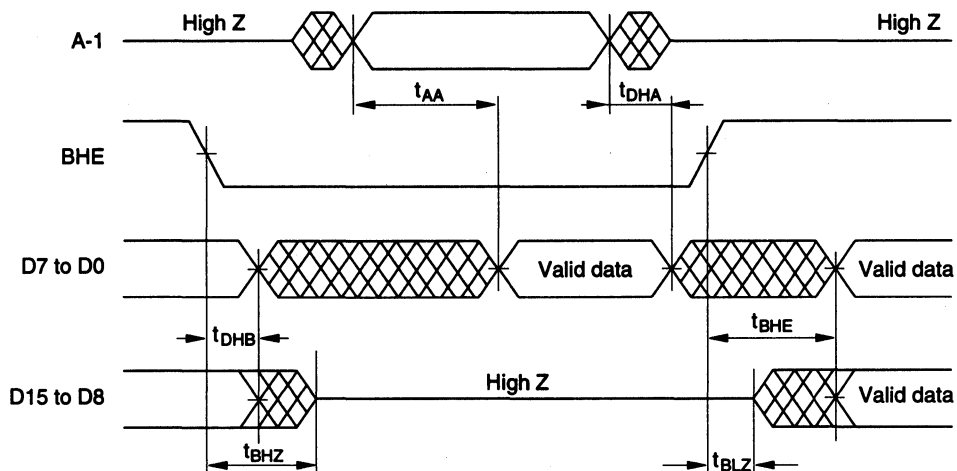 High Z
High Z
A-1
tAA
tDHA
BHE
D7 to D0
Valid data
Valid data
tDHB
tBHE
High Z
D15 to D8
Valid data
tBHZ
tBLZ